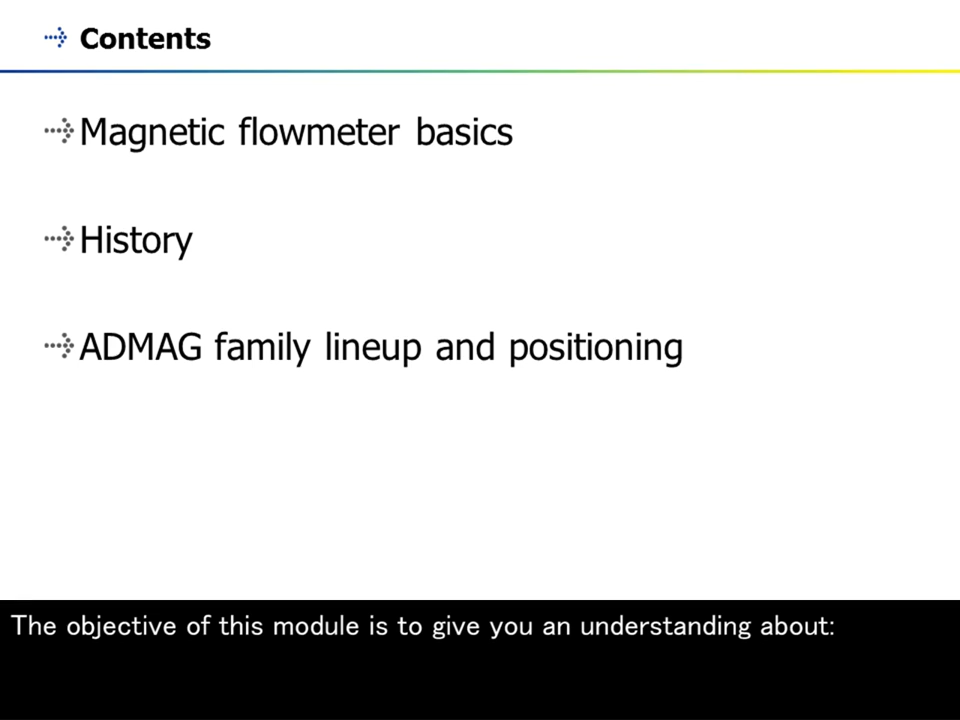 Contents
Magnetic flowmeter basics
History
ADMAG family lineup and positioning
The objective of this module is to give you an understanding about: